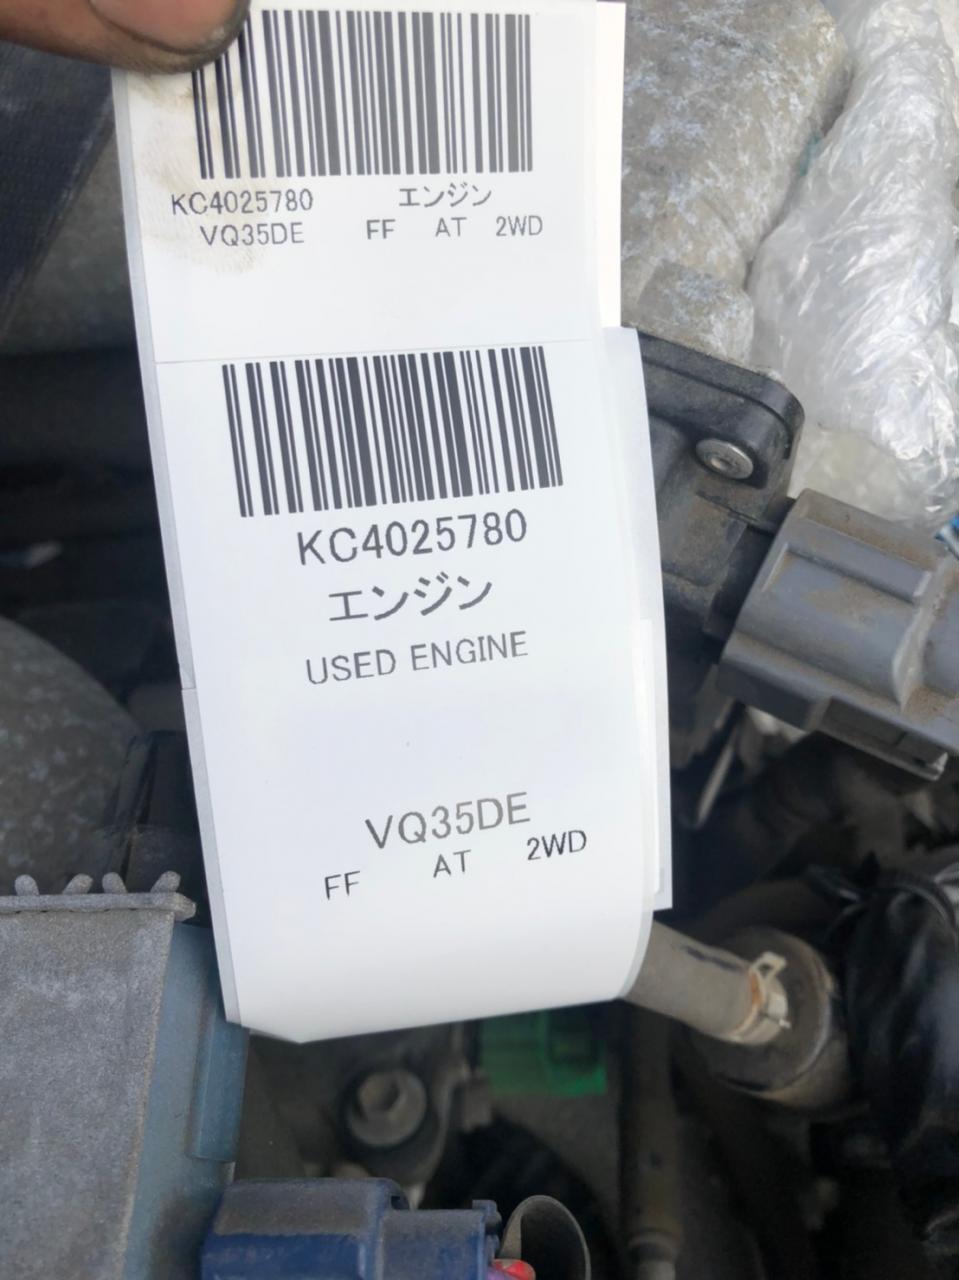 KC4025780 エンジン
VQ35DE FF AT 2WD
KC4025780
エンジン
USED ENGINE
VQ35DE
FF AT 2WD